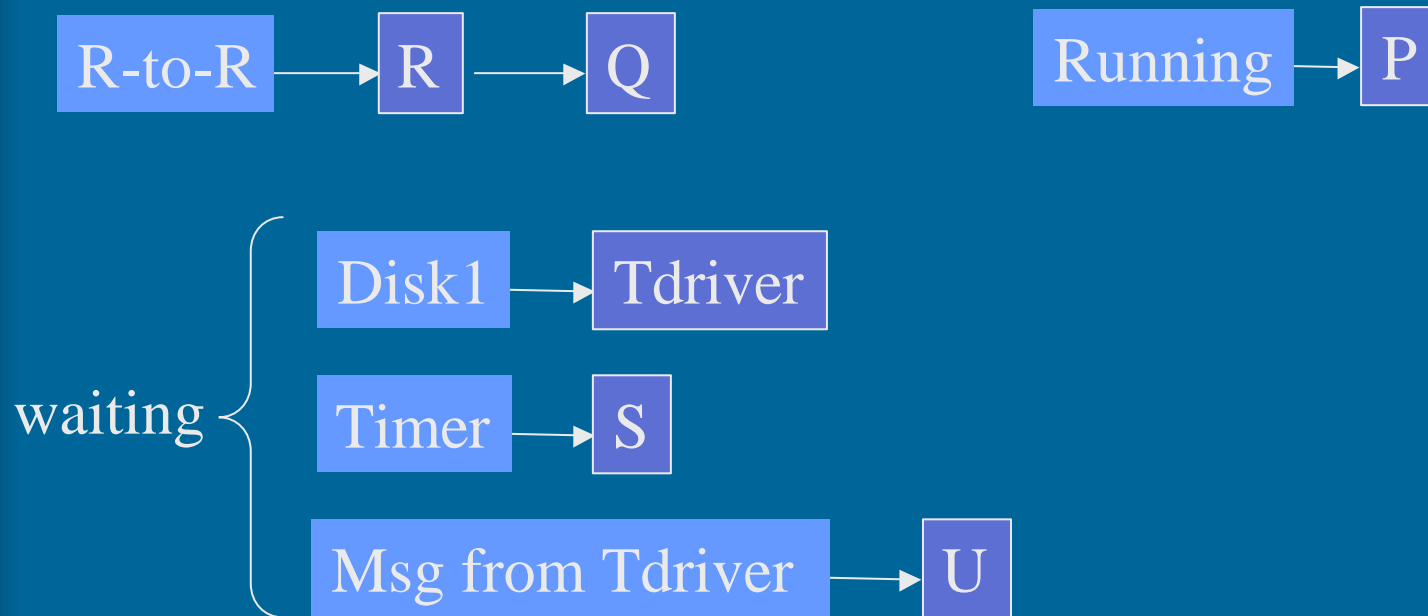 R-to-R R Q Running P
Disk1 Tdriver
waiting
Timer S
Msg from Tdriver U